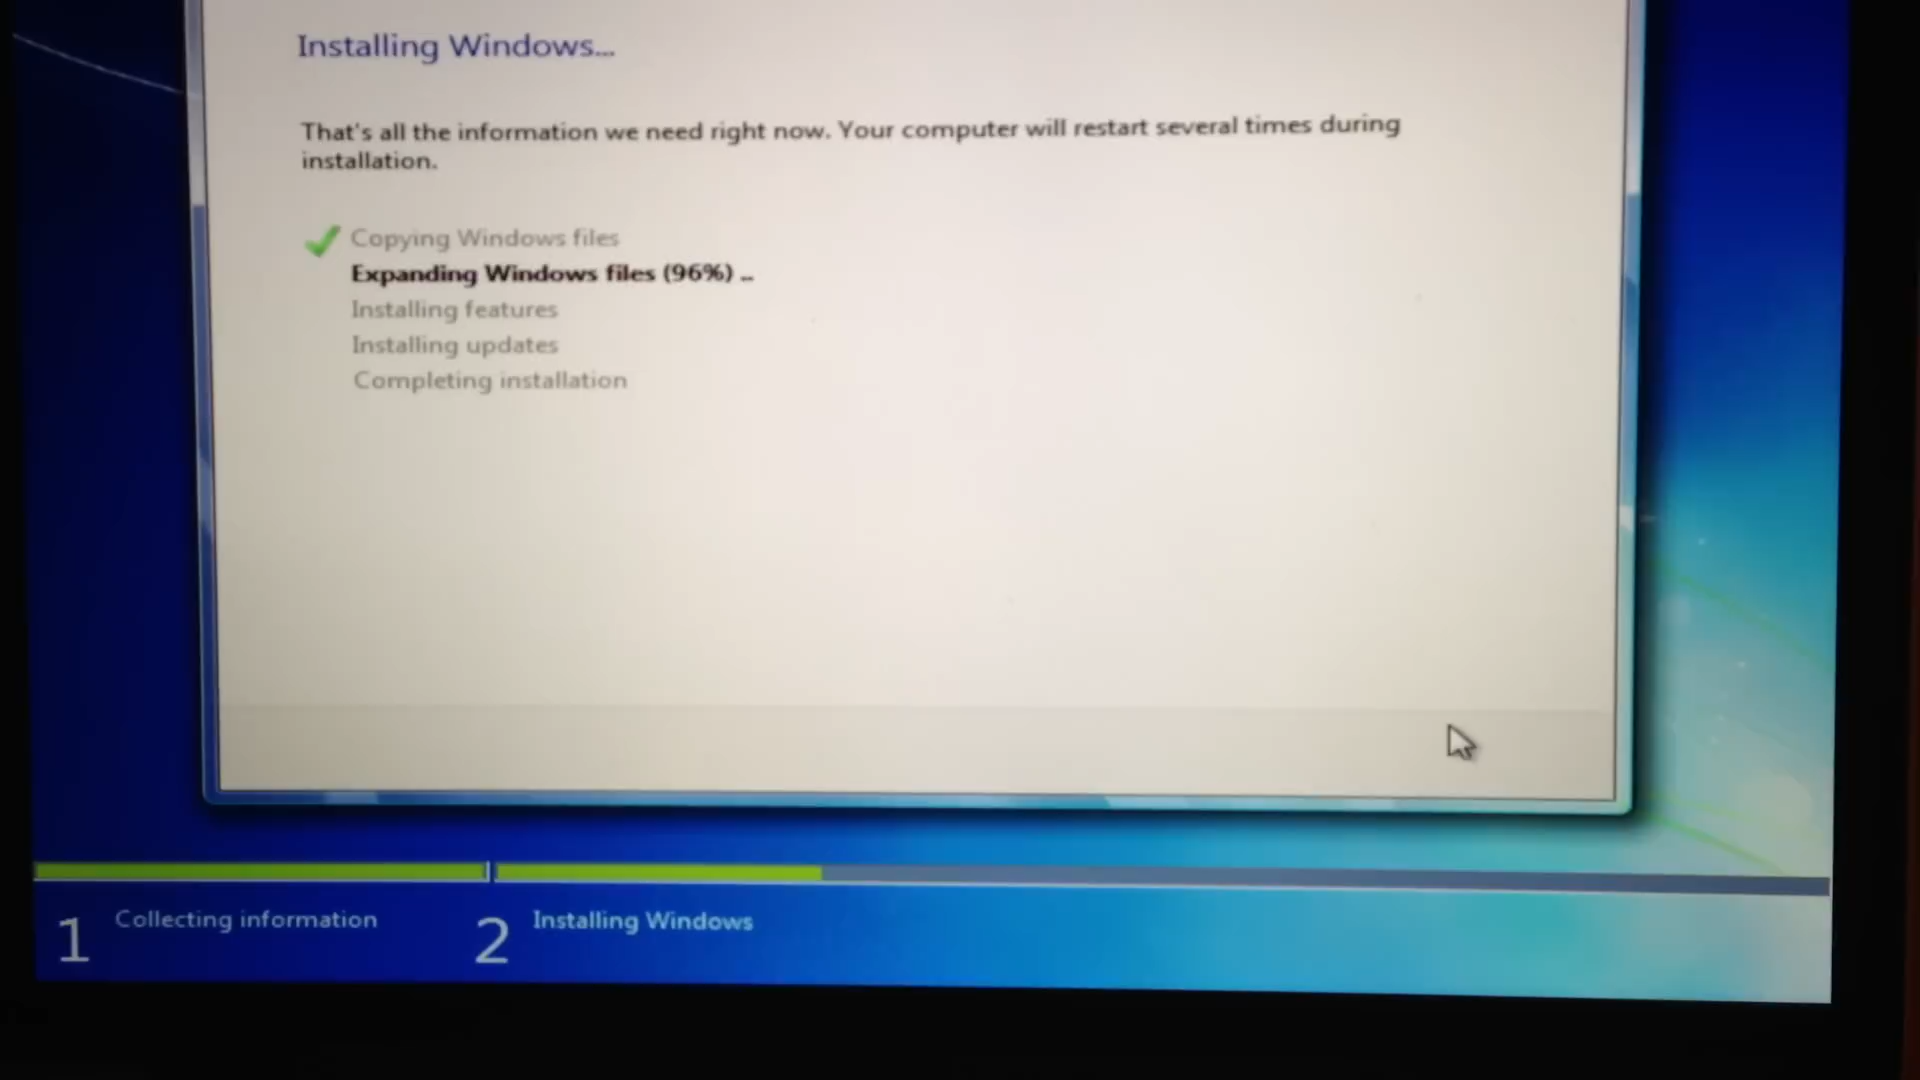 Installing Windows...
That's all the information we need right now. Your computer will restart several times during
installation.
Copying Windows files
Expanding Windows files (96%) ..
Installing features
Installing updates
Completing installation
1 Collecting information
2 Installing Windows